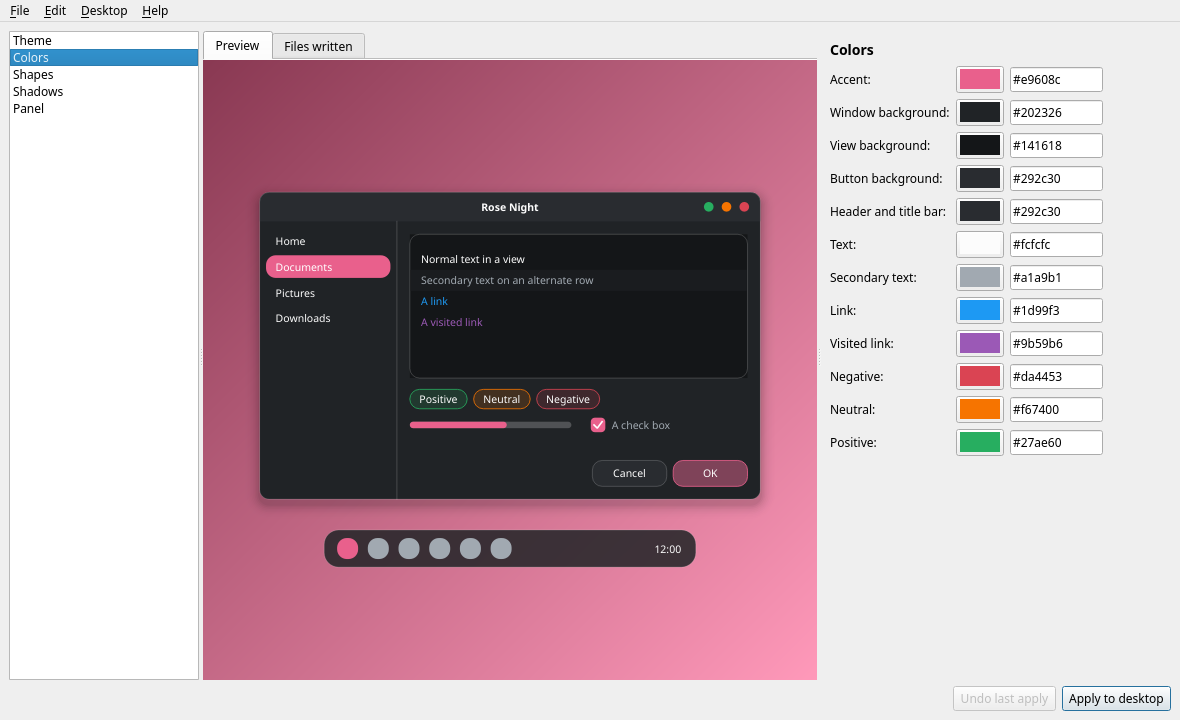 File Edit Desktop Help
Theme
Colors
Shapes
Shadows
Panel
Preview Files written
Rose Night
Home
Documents
Pictures
Downloads
Normal text in a view
Secondary text on an alternate row
A link
A visited link
Positive Neutral Negative
A check box
Cancel OK
12:00
Colors
Accent: #e9608c
Window background: #202326
View background: #141618
Button background: #292c30
Header and title bar: #292c30
Text: #fcfcfc
Secondary text: #a1a9b1
Link: #1d99f3
Visited link: #9b59b6
Negative: #da4453
Neutral: #f67400
Positive: #27ae60
Undo last apply Apply to desktop